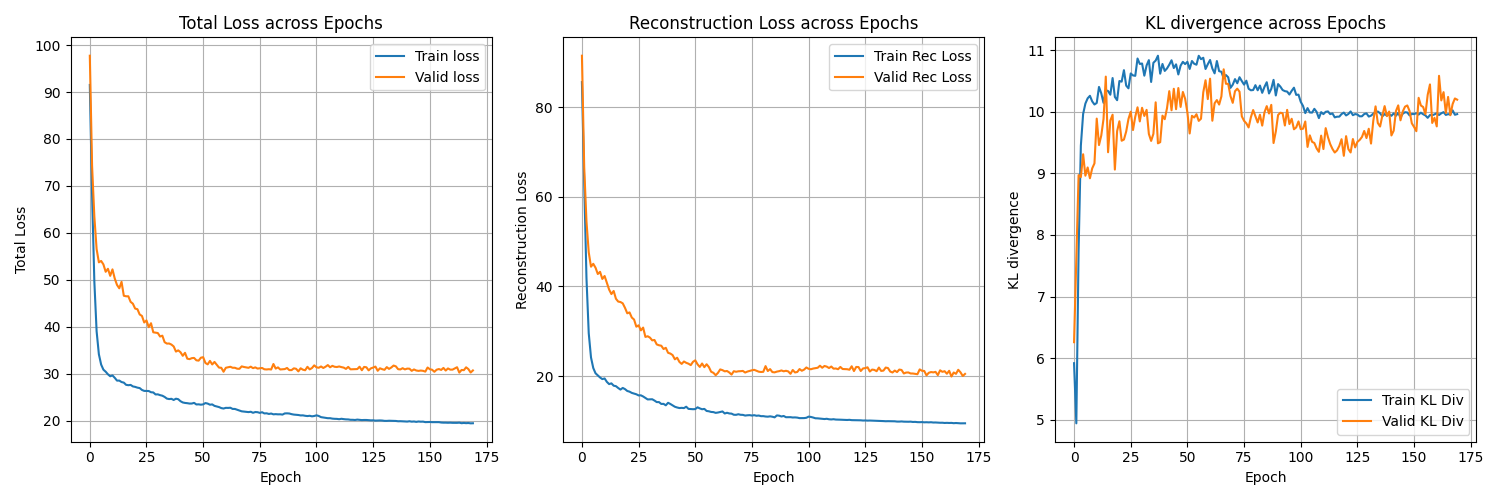 Total Loss across Epochs
Total Loss
100
90
80
70
60
50
40
30
20
0
25
50
75
100
125
150
175
Epoch
Train loss
Valid loss
Reconstruction Loss across Epochs
Reconstruction Loss
80
60
40
20
0
25
50
75
100
125
150
175
Epoch
Train Rec Loss
Valid Rec Loss
KL divergence across Epochs
KL divergence
11
10
9
8
7
6
5
0
25
50
75
100
125
150
175
Epoch
Train KL Div
Valid KL Div